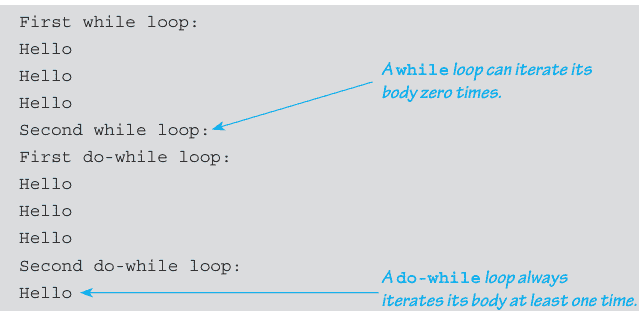 First while loop:
Hello
Hello
Hello
Second while loop:
First do-while loop:
Hello
Hello
Hello
Second do-while loop:
Hello
A while loop can iterate its
body zero times.
A do-while loop always
iterates its body at least one time.